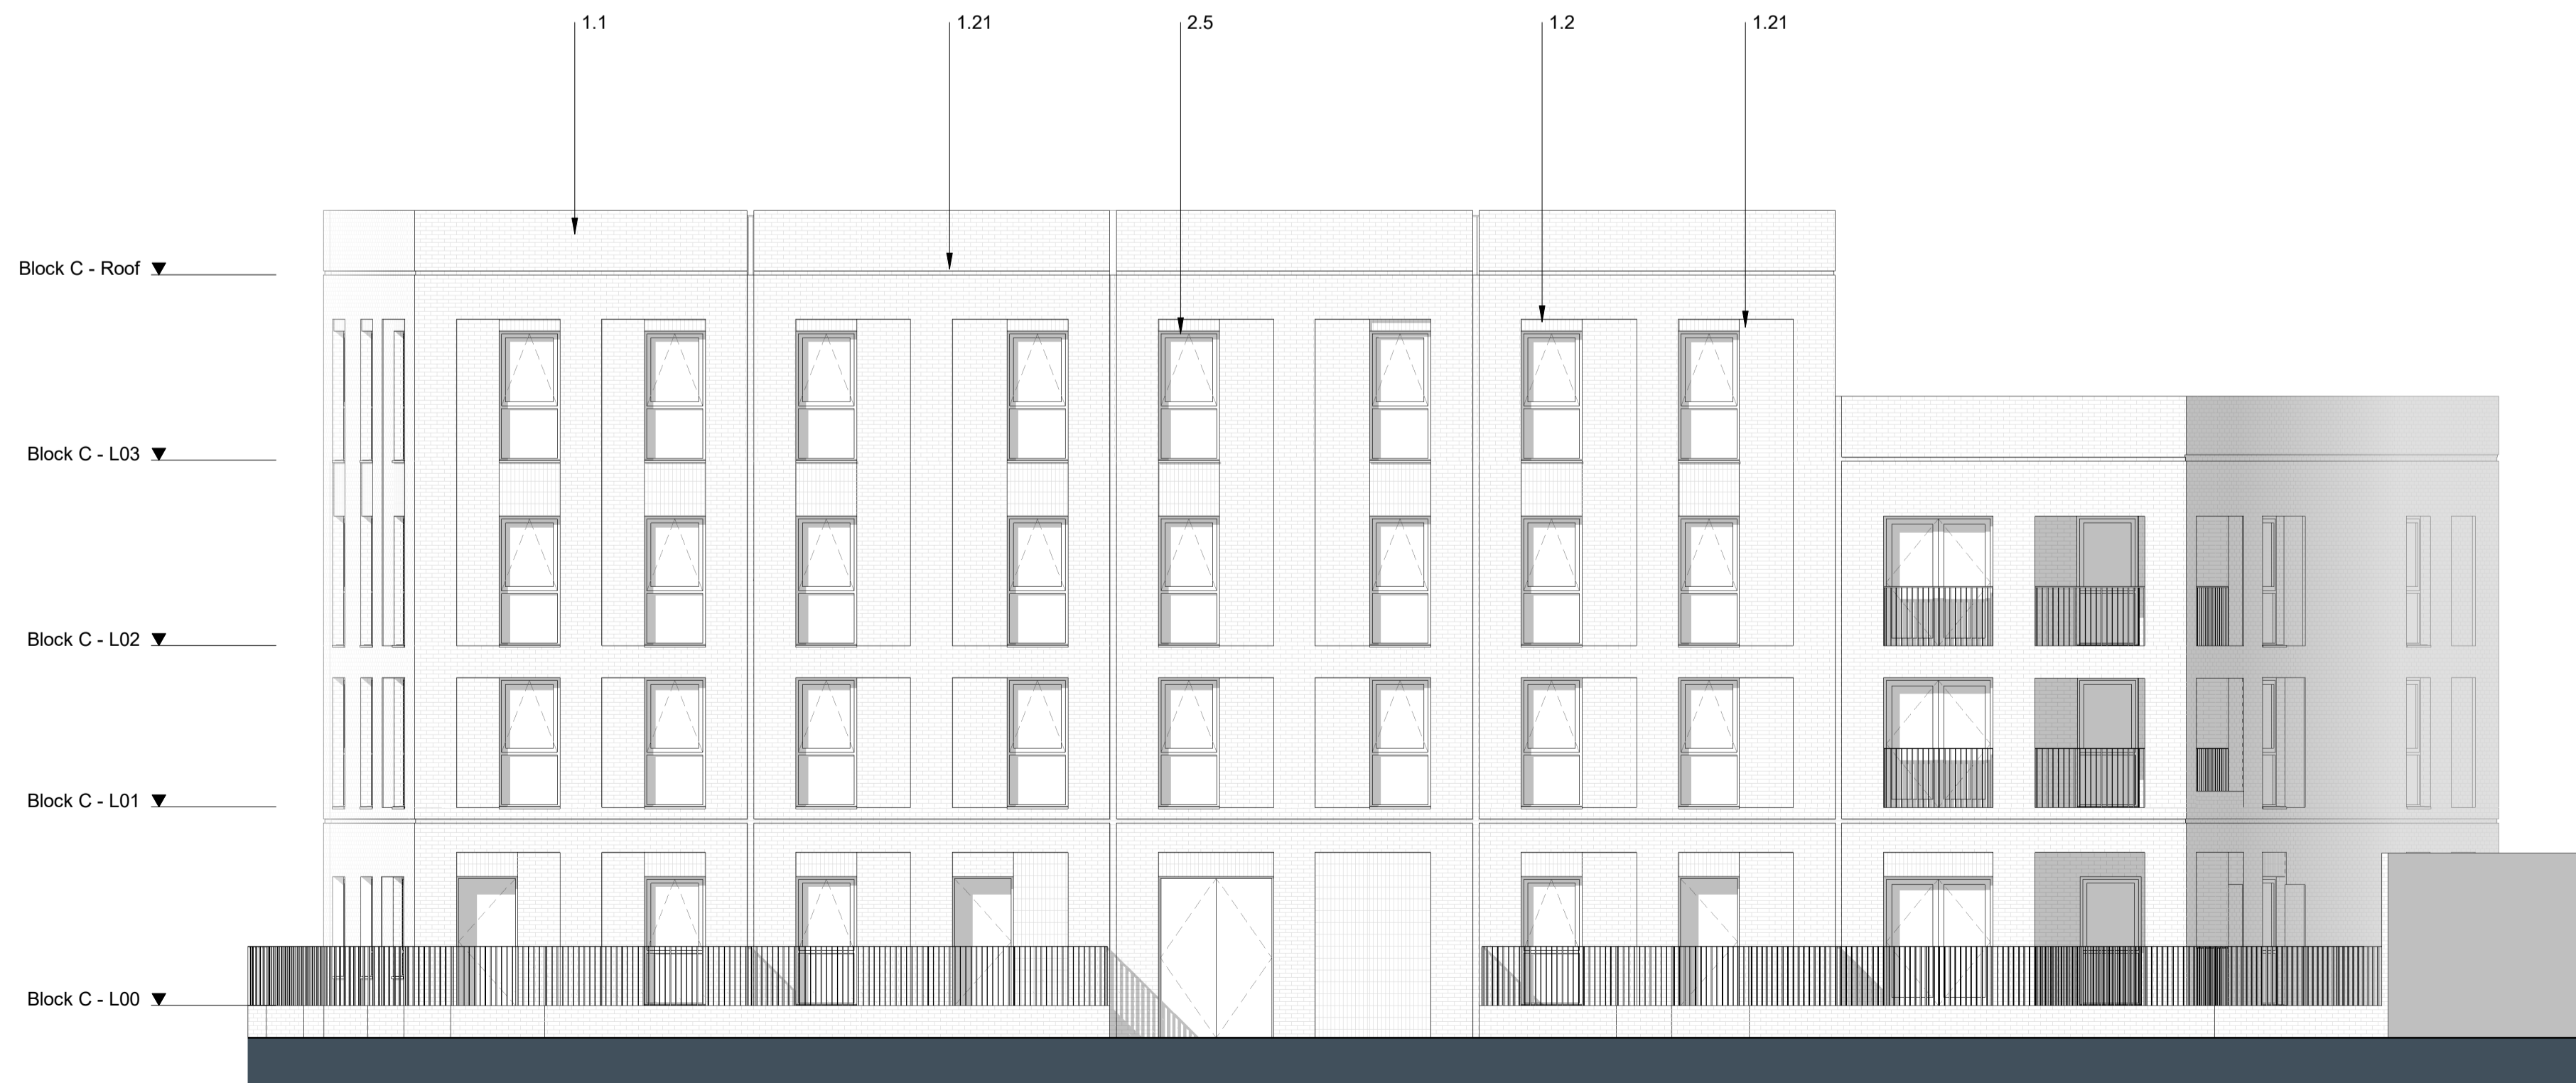 1.1
1.21
2.5
1.2
1.21
Block C - Roof
Block C - L03
Block C - L02
Block C - L01
Block C - L00